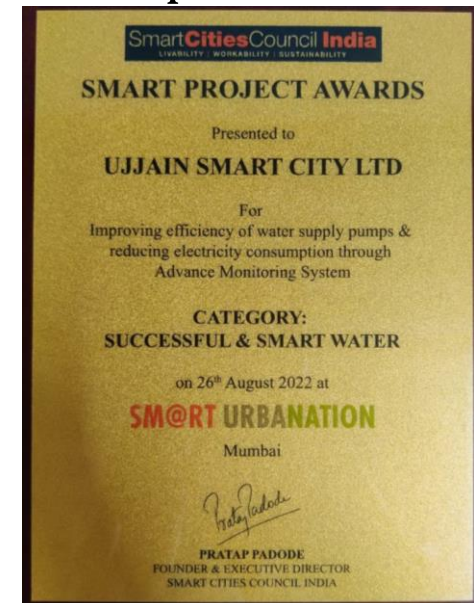 SmartCitiesCouncil India
LIVABILITY | WORKABILITY | SUSTAINABILITY
SMART PROJECT AWARDS
Presented to
UJJAIN SMART CITY LTD
For
Improving efficiency of water supply pumps &
reducing electricity consumption through
Advance Monitoring System
CATEGORY:
SUCCESSFUL & SMART WATER
on 26th August 2022 at
SM@RT URBANATION
Mumbai
Pratap Padode
PRATAP PADODE
FOUNDER & EXECUTIVE DIRECTOR
SMART CITIES COUNCIL INDIA